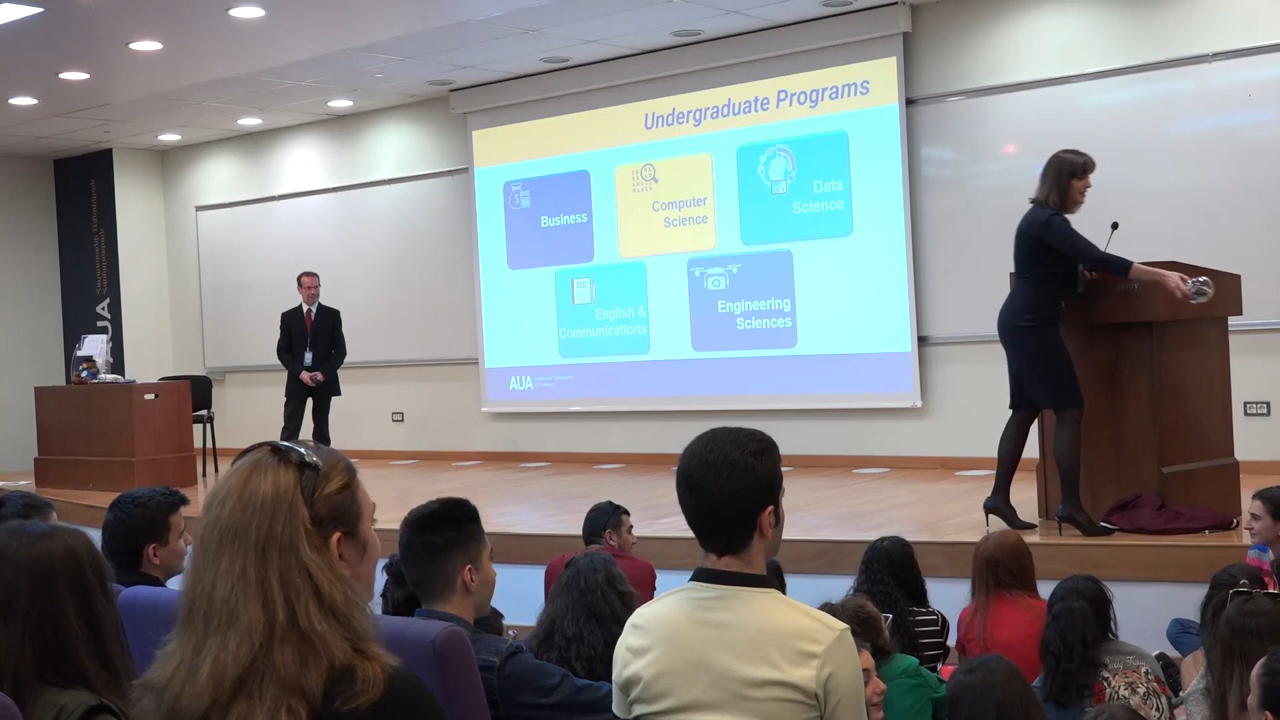 Undergraduate Programs
Business
Computer
Science
Data
Science
English &
Communications
Engineering
Sciences
AUA
AUA